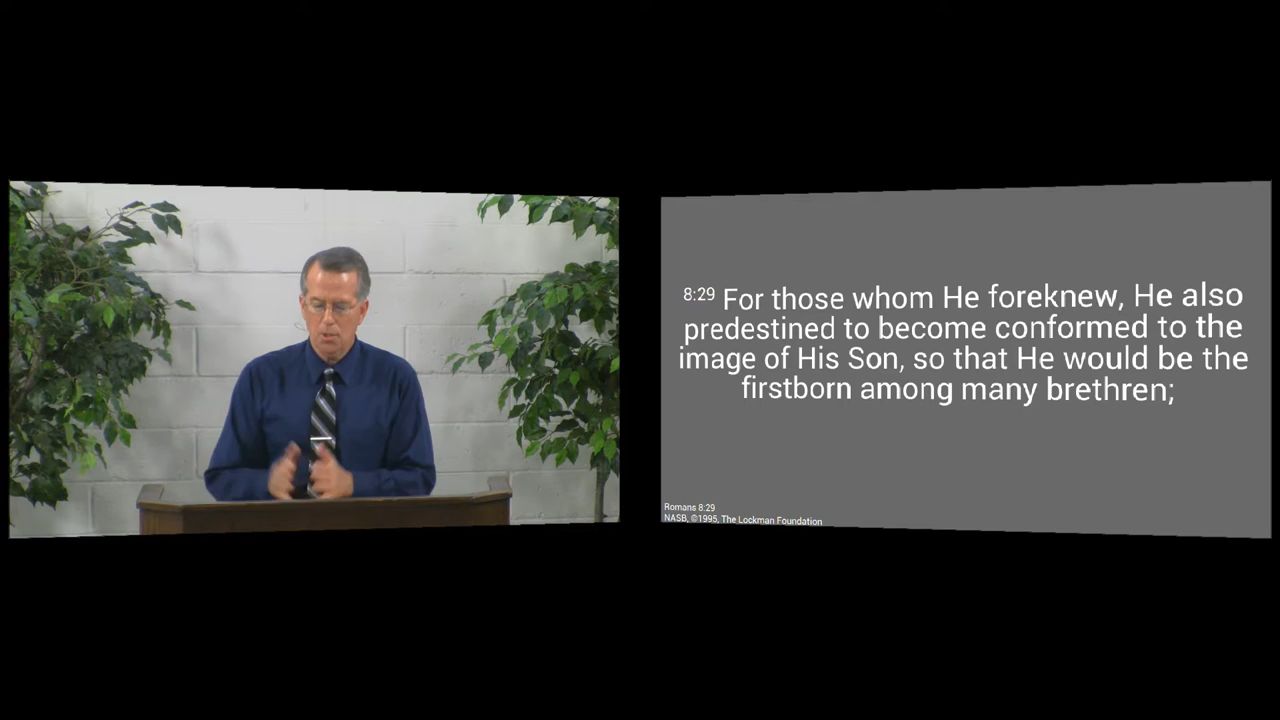 8:29 For those whom He foreknew, He also
predestined to become conformed to the
image of His Son, so that He would be the
firstborn among many brethren;
Romans 8:29
NASB, ©1995, The Lockman Foundation